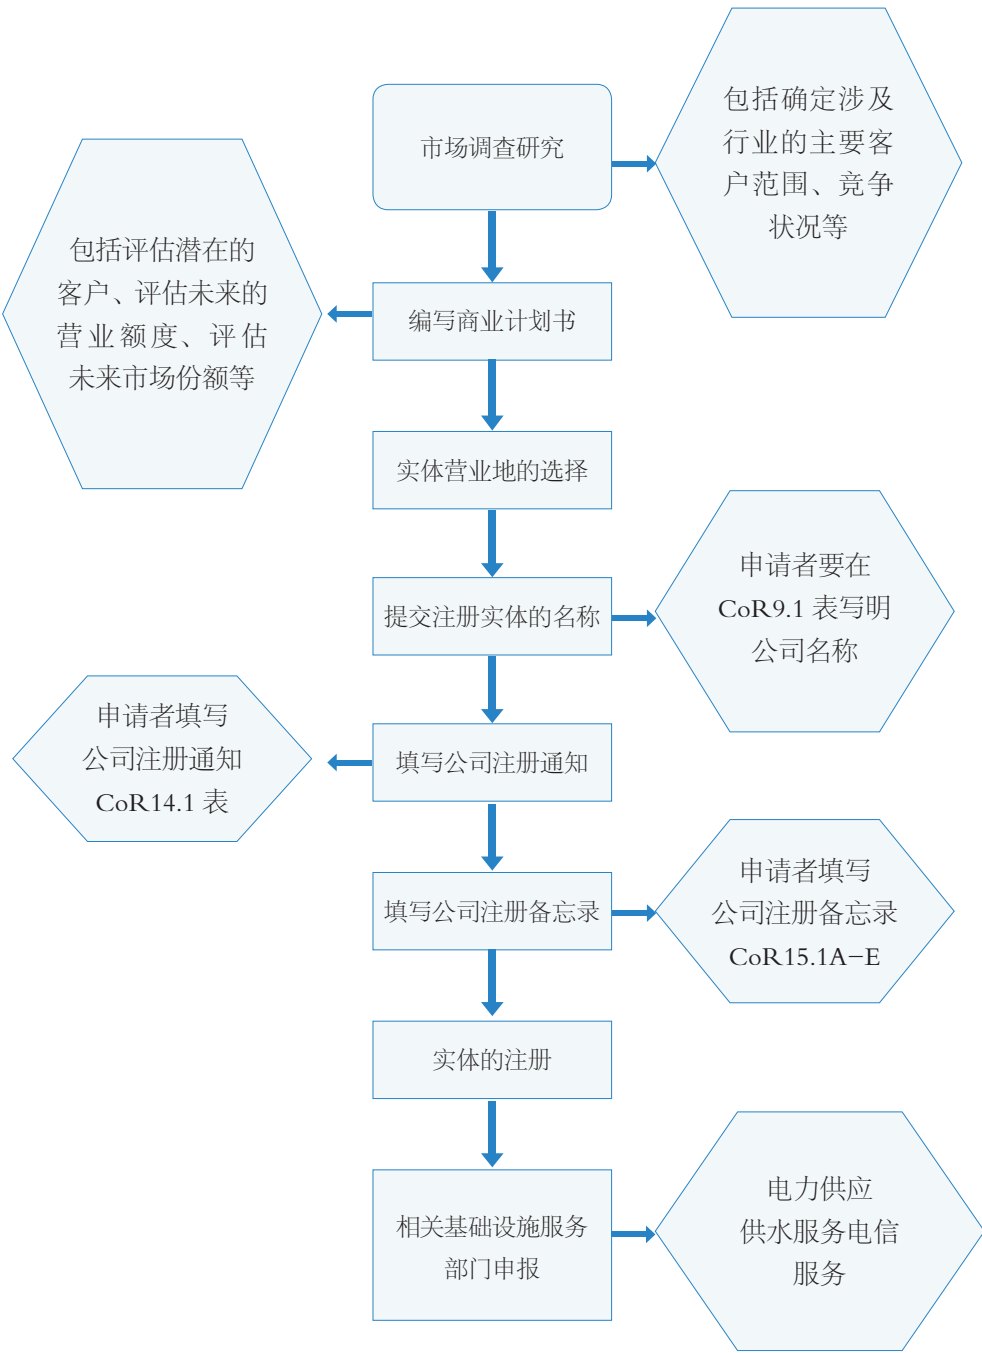 市场调查研究
包括确定涉及
行业的主要客
户范围、竞争
状况等
编写商业计划书
包括评估潜在的
客户、评估未来的
营业额度、评估
未来市场份额等
实体营业地的选择
提交注册实体的名称
申请者要在
CoR9.1 表写明
公司名称
填写公司注册通知
申请者填写
公司注册通知
CoR14.1 表
填写公司注册备忘录
申请者填写
公司注册备忘录
CoR15.1A-E
实体的注册
相关基础设施服务
部门申报
电力供应
供水服务电信
服务